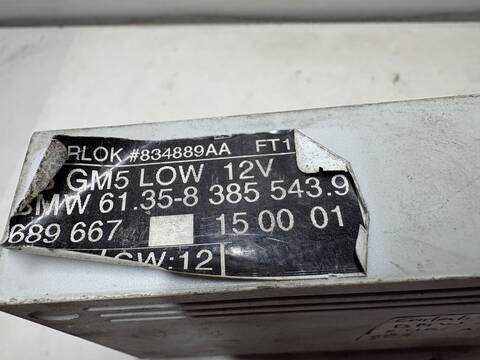 RLOK #834889AA FT1
GM5 LOW 12V
BMW 61.35-8 385 543.9
689 667 15 00 01
CW:12